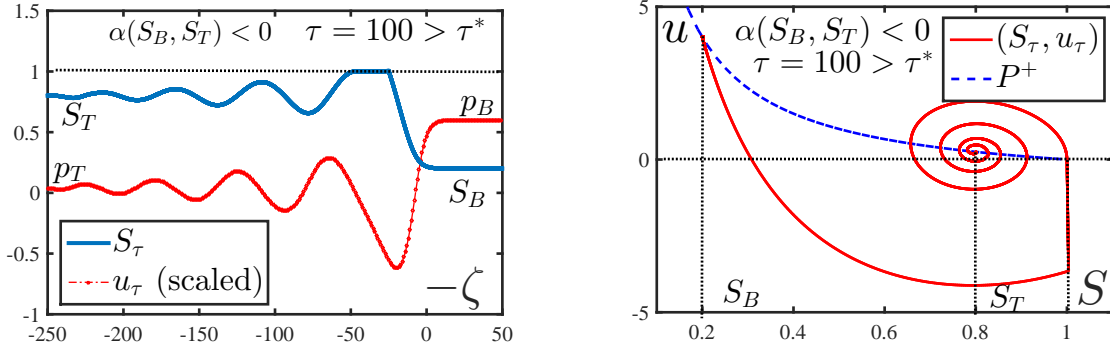 1.5
α(S_B, S_T) < 0 τ = 100 > τ*
1
S_T
p_B
0.5
p_T
0
S_B
-0.5
S_τ
u_τ (scaled)
−ζ
-1
-250 -200 -150 -100 -50 0 50
5
u
α(S_B, S_T) < 0
τ = 100 > τ*
(S_τ, u_τ)
P^+
0
S_B
S_T
S
-5
0.2 0.4 0.6 0.8 1